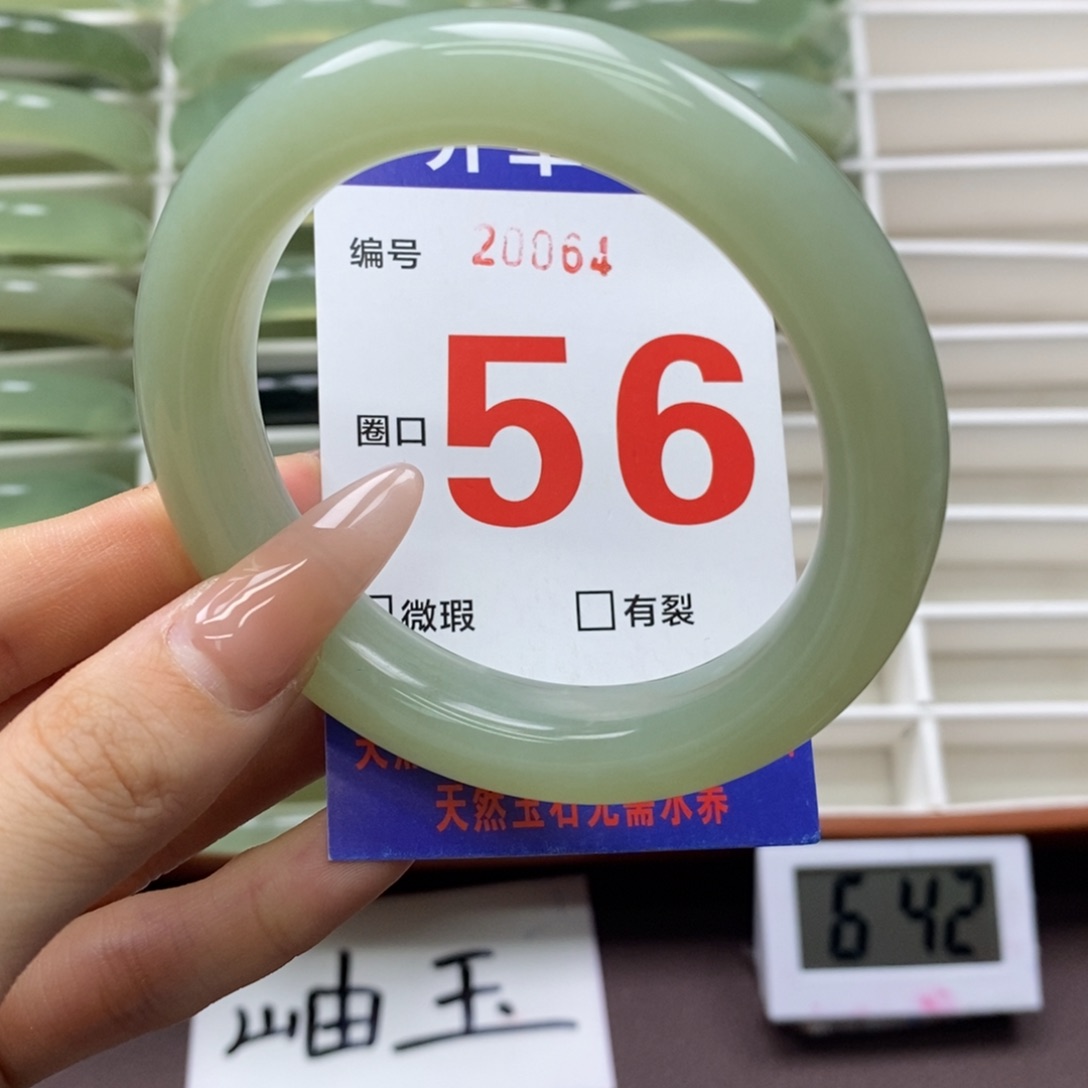 编号 20064
圈口 56
微瑕 有裂
天然玉石无需水养
6 42
岫玉